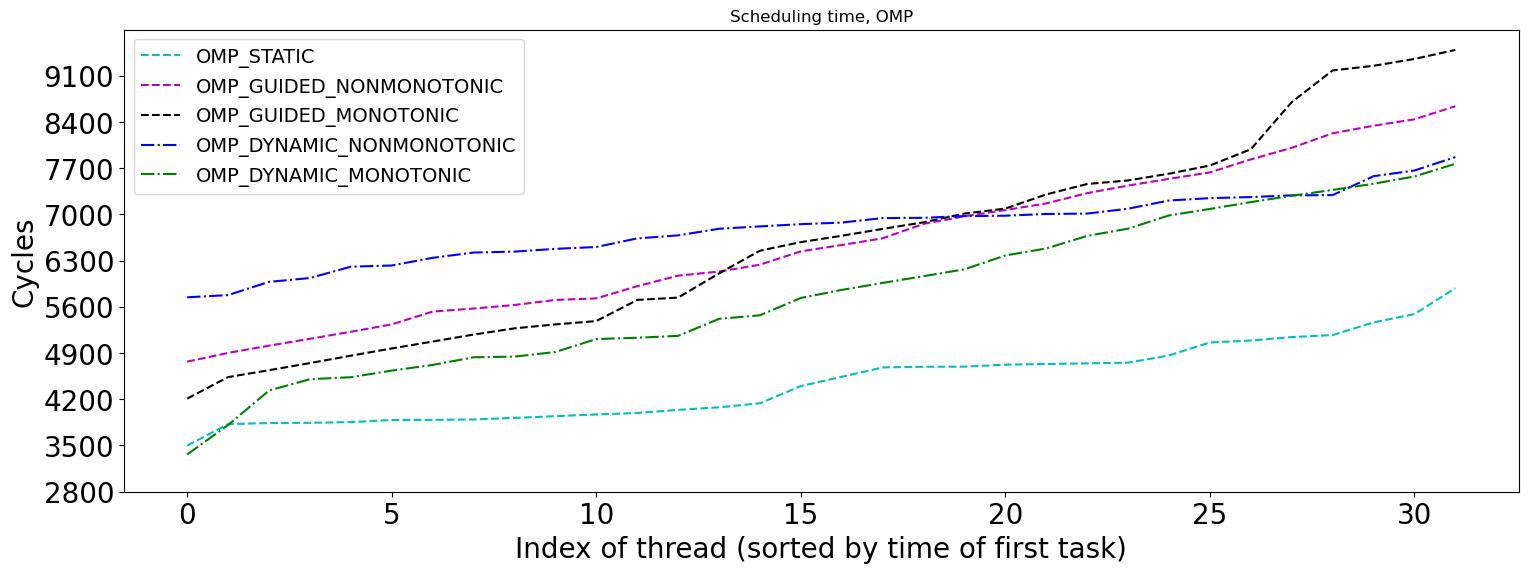 Scheduling time, OMP
OMP_STATIC
OMP_GUIDED_NONMONOTONIC
OMP_GUIDED_MONOTONIC
OMP_DYNAMIC_NONMONOTONIC
OMP_DYNAMIC_MONOTONIC
Cycles
9100
8400
7700
7000
6300
5600
4900
4200
3500
2800
0 5 10 15 20 25 30
Index of thread (sorted by time of first task)